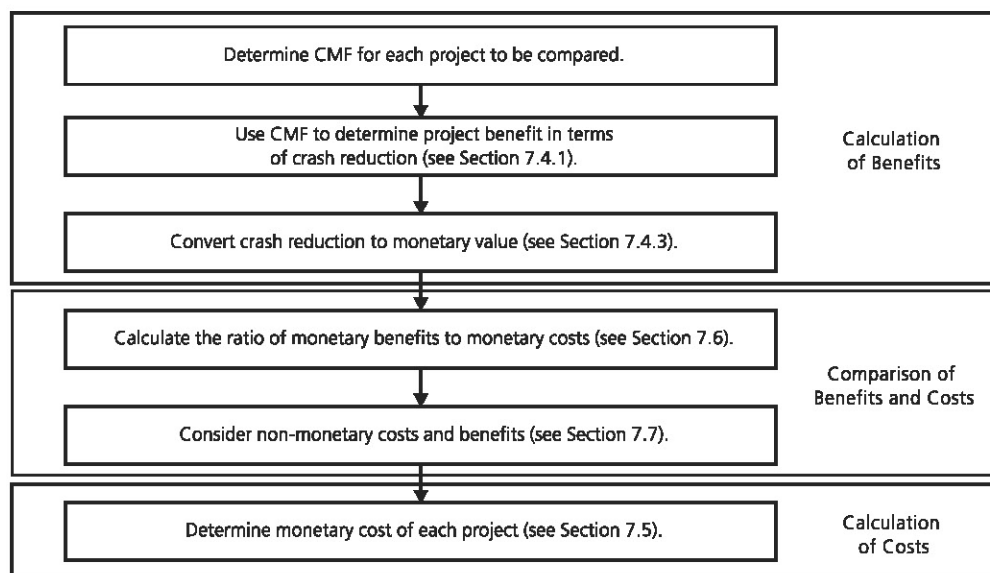 Determine CMF for each project to be compared.
Use CMF to determine project benefit in terms
of crash reduction (see Section 7.4.1).
Calculation
of Benefits
Convert crash reduction to monetary value (see Section 7.4.3).
Calculate the ratio of monetary benefits to monetary costs (see Section 7.6).
Comparison of
Benefits and Costs
Consider non-monetary costs and benefits (see Section 7.7).
Determine monetary cost of each project (see Section 7.5).
Calculation
of Costs